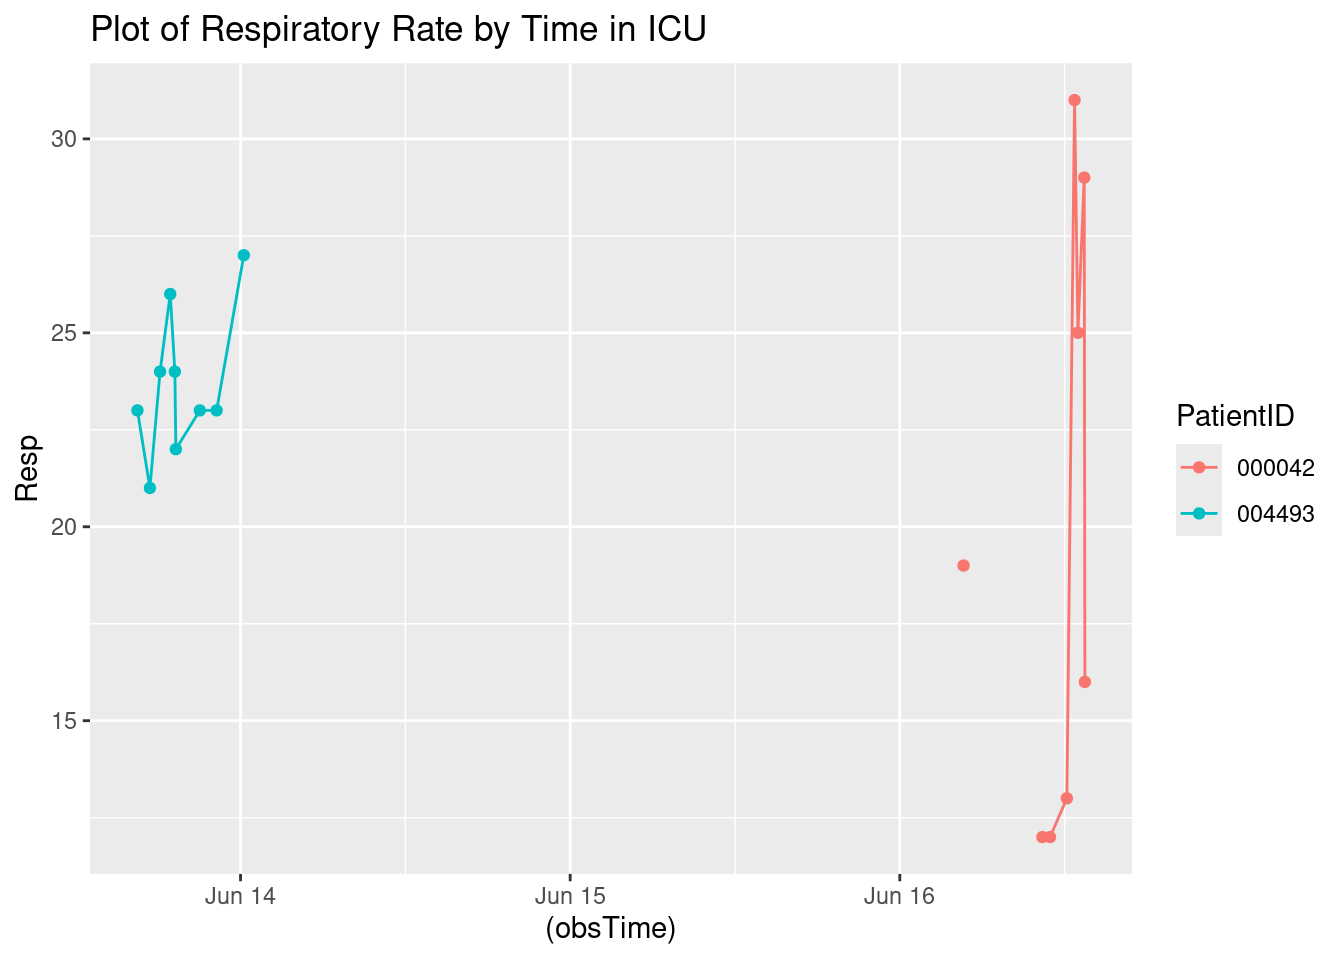 Plot of Respiratory Rate by Time in ICU
30
25
20
15
Resp
Jun 14
Jun 15
Jun 16
(obsTime)
PatientID
000042
004493